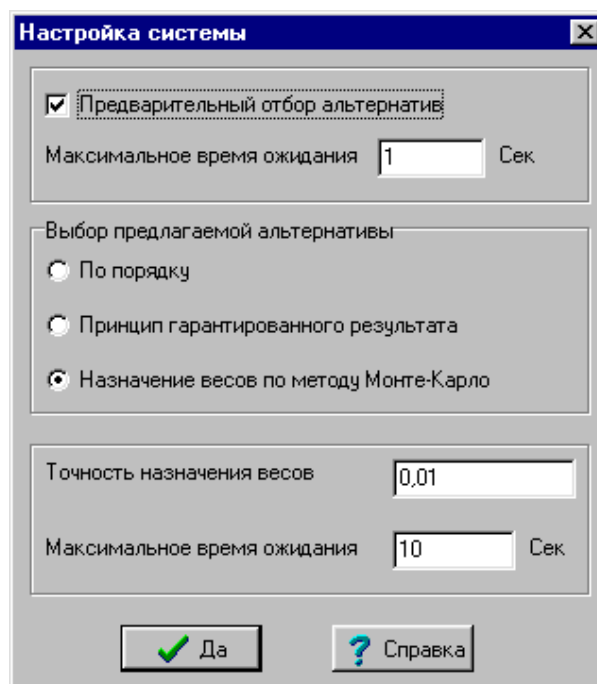 Настройка системы
Предварительный отбор альтернатив
Максимальное время ожидания 1 Сек
Выбор предлагаемой альтернативы
По порядку
Принцип гарантированного результата
Назначение весов по методу Монте-Карло
Точность назначения весов 0,01
Максимальное время ожидания 10 Сек
Да ? Справка